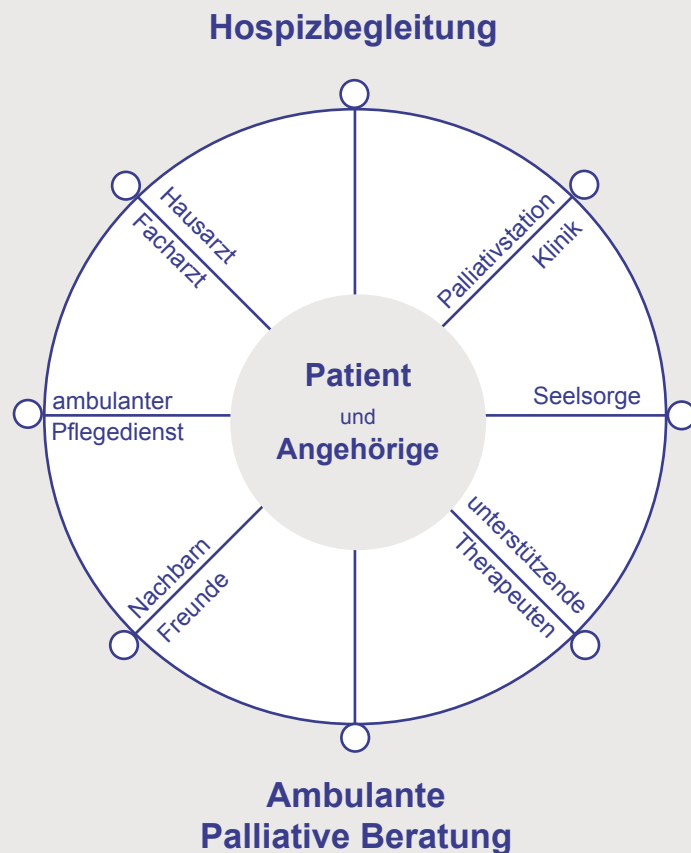 Hospizbegleitung
Hausarzt
Facharzt
Palliativstation
Klinik
ambulanter
Pflegedienst
Patient
und
Angehörige
Seelsorge
Nachbarn
Freunde
unterstützende
Therapeuten
Ambulante
Palliative Beratung